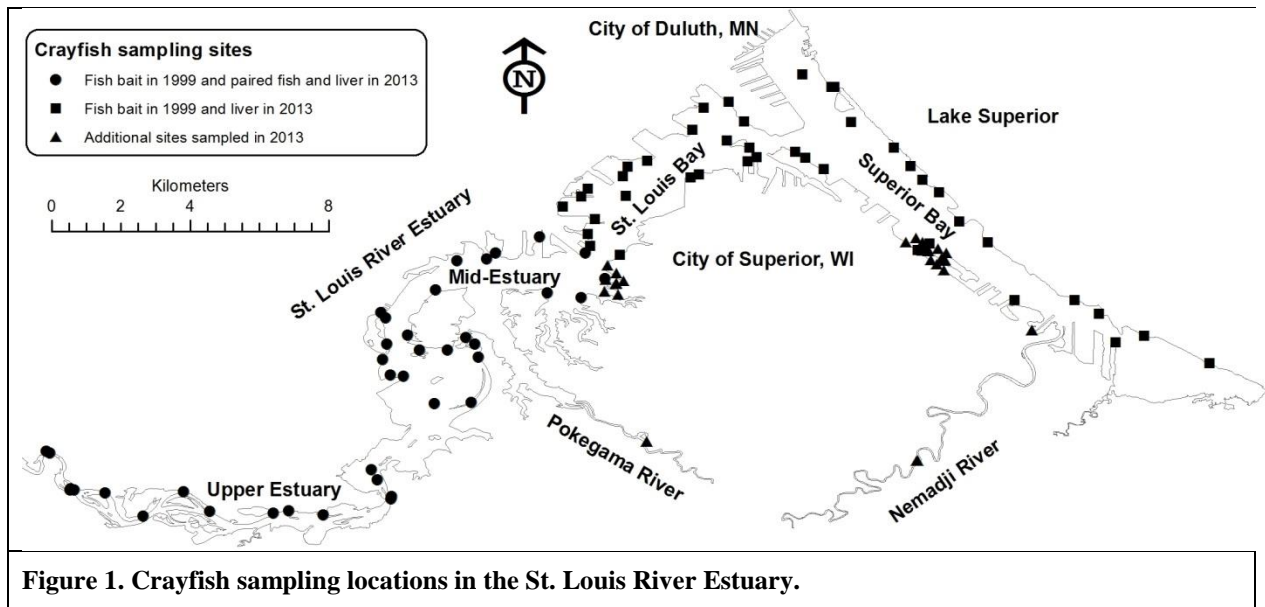 City of Duluth, MN
Crayfish sampling sites
Fish bait in 1999 and paired fish and liver in 2013
Fish bait in 1999 and liver in 2013
Additional sites sampled in 2013
N
Lake Superior
Kilometers
0 2 4 6 8
St. Louis Bay
Superior Bay
St. Louis River Estuary
City of Superior, WI
Mid-Estuary
Pokegama River
Nemadji River
Upper Estuary
Figure 1. Crayfish sampling locations in the St. Louis River Estuary.